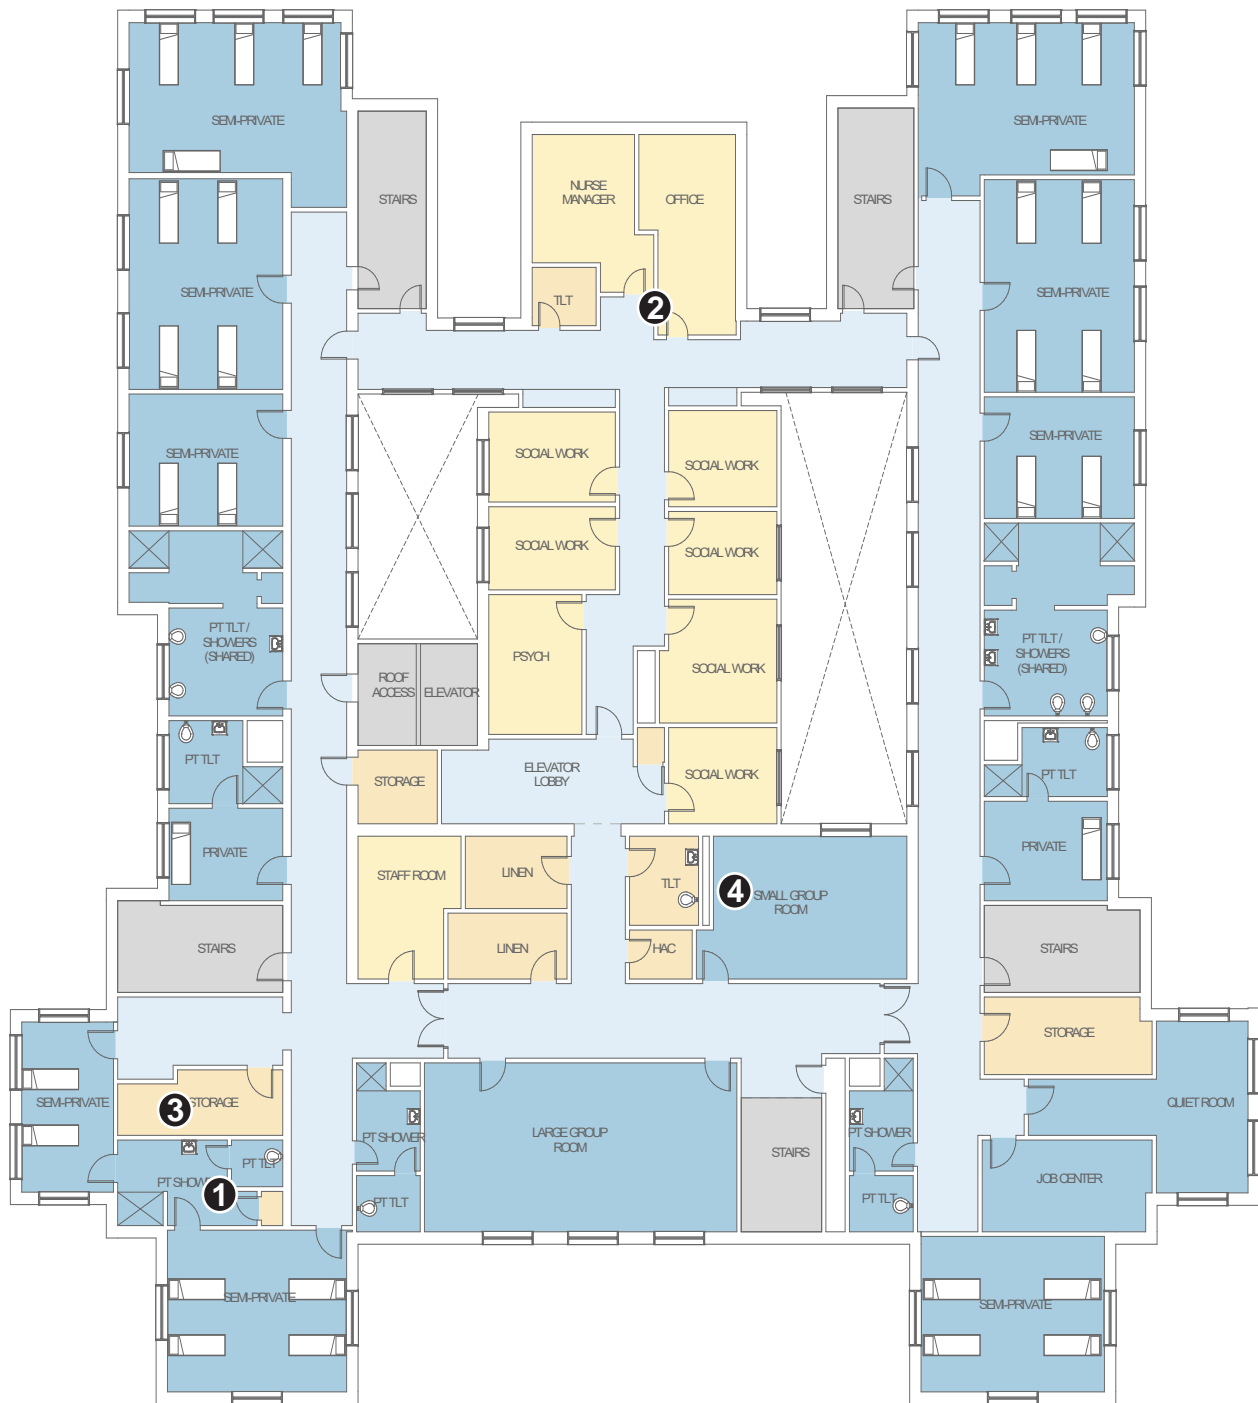 SEMI-PRIVATE
SEMI-PRIVATE
STAIRS
NURSE
MANAGER
OFFICE
STAIRS
SEMI-PRIVATE
TLT
2
SEMI-PRIVATE
SEMI-PRIVATE
SOCIAL WORK
SOCIAL WORK
SEMI-PRIVATE
SOCIAL WORK
SOCIAL WORK
PT TLT /
SHOWERS
(SHARED)
PSYCH
SOCIAL WORK
PT TLT /
SHOWERS
(SHARED)
ROOF
ACCESS
ELEVATOR
PT TLT
STORAGE
ELEVATOR
LOBBY
SOCIAL WORK
PT TLT
PRIVATE
STAFF ROOM
LINEN
TLT
4
SMALL GROUP
ROOM
PRIVATE
STAIRS
LINEN
HAC
STAIRS
STORAGE
SEMI-PRIVATE
3
STORAGE
PT SHOWER
LARGE GROUP
ROOM
STAIRS
PT SHOWER
QUIET ROOM
PT TLT
PT SHOWER
1
PT TLT
PT TLT
JOB CENTER
SEMI-PRIVATE
SEMI-PRIVATE